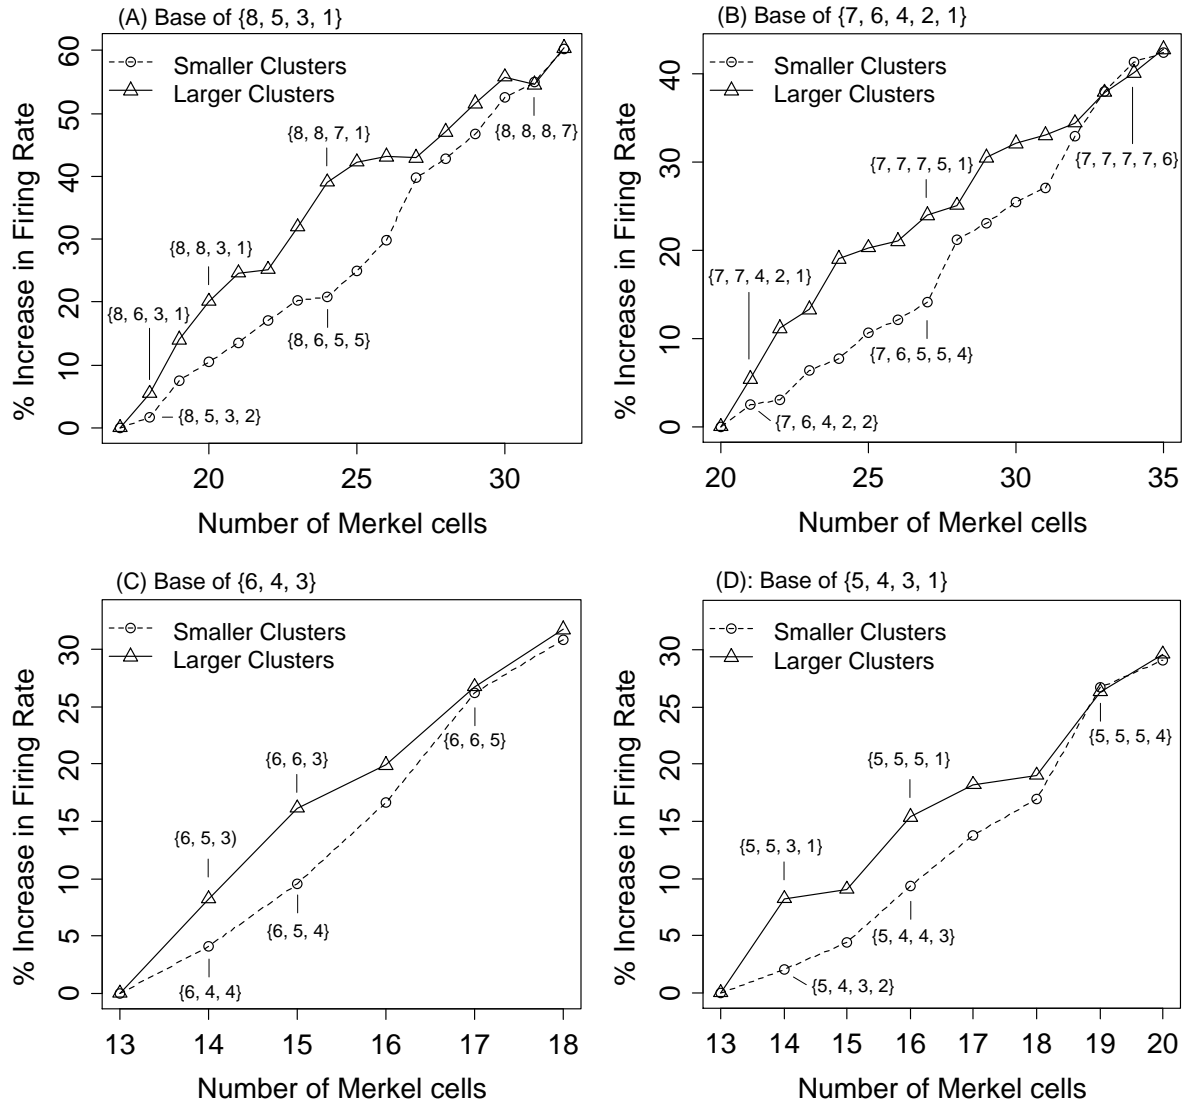 (A) Base of {8, 5, 3, 1}
% Increase in Firing Rate
60
50
40
30
20
10
0
Smaller Clusters
Larger Clusters
{8, 8, 7, 1}
{8, 8, 8, 7}
{8, 8, 3, 1}
{8, 6, 3, 1}
{8, 6, 5, 5}
{8, 5, 3, 2}
20 25 30
Number of Merkel cells
(B) Base of {7, 6, 4, 2, 1}
% Increase in Firing Rate
40
30
20
10
0
Smaller Clusters
Larger Clusters
{7, 7, 7, 5, 1}
{7, 7, 7, 7, 6}
{7, 7, 4, 2, 1}
{7, 6, 5, 5, 4}
{7, 6, 4, 2, 2}
20 25 30 35
Number of Merkel cells
(C) Base of {6, 4, 3}
% Increase in Firing Rate
30
25
20
15
10
5
0
Smaller Clusters
Larger Clusters
{6, 6, 5}
{6, 6, 3}
{6, 5, 3)
{6, 5, 4}
{6, 4, 4}
13 14 15 16 17 18
Number of Merkel cells
(D): Base of {5, 4, 3, 1}
% Increase in Firing Rate
30
25
20
15
10
5
0
Smaller Clusters
Larger Clusters
{5, 5, 5, 4}
{5, 5, 5, 1}
{5, 5, 3, 1}
{5, 4, 4, 3}
{5, 4, 3, 2}
13 14 15 16 17 18 19 20
Number of Merkel cells